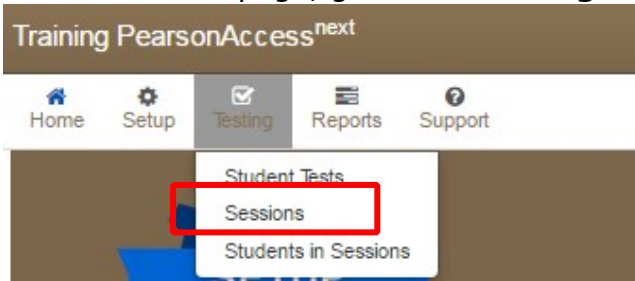 Training PearsonAccess^next
Home Setup Testing Reports Support
Student Tests
Sessions
Students in Sessions